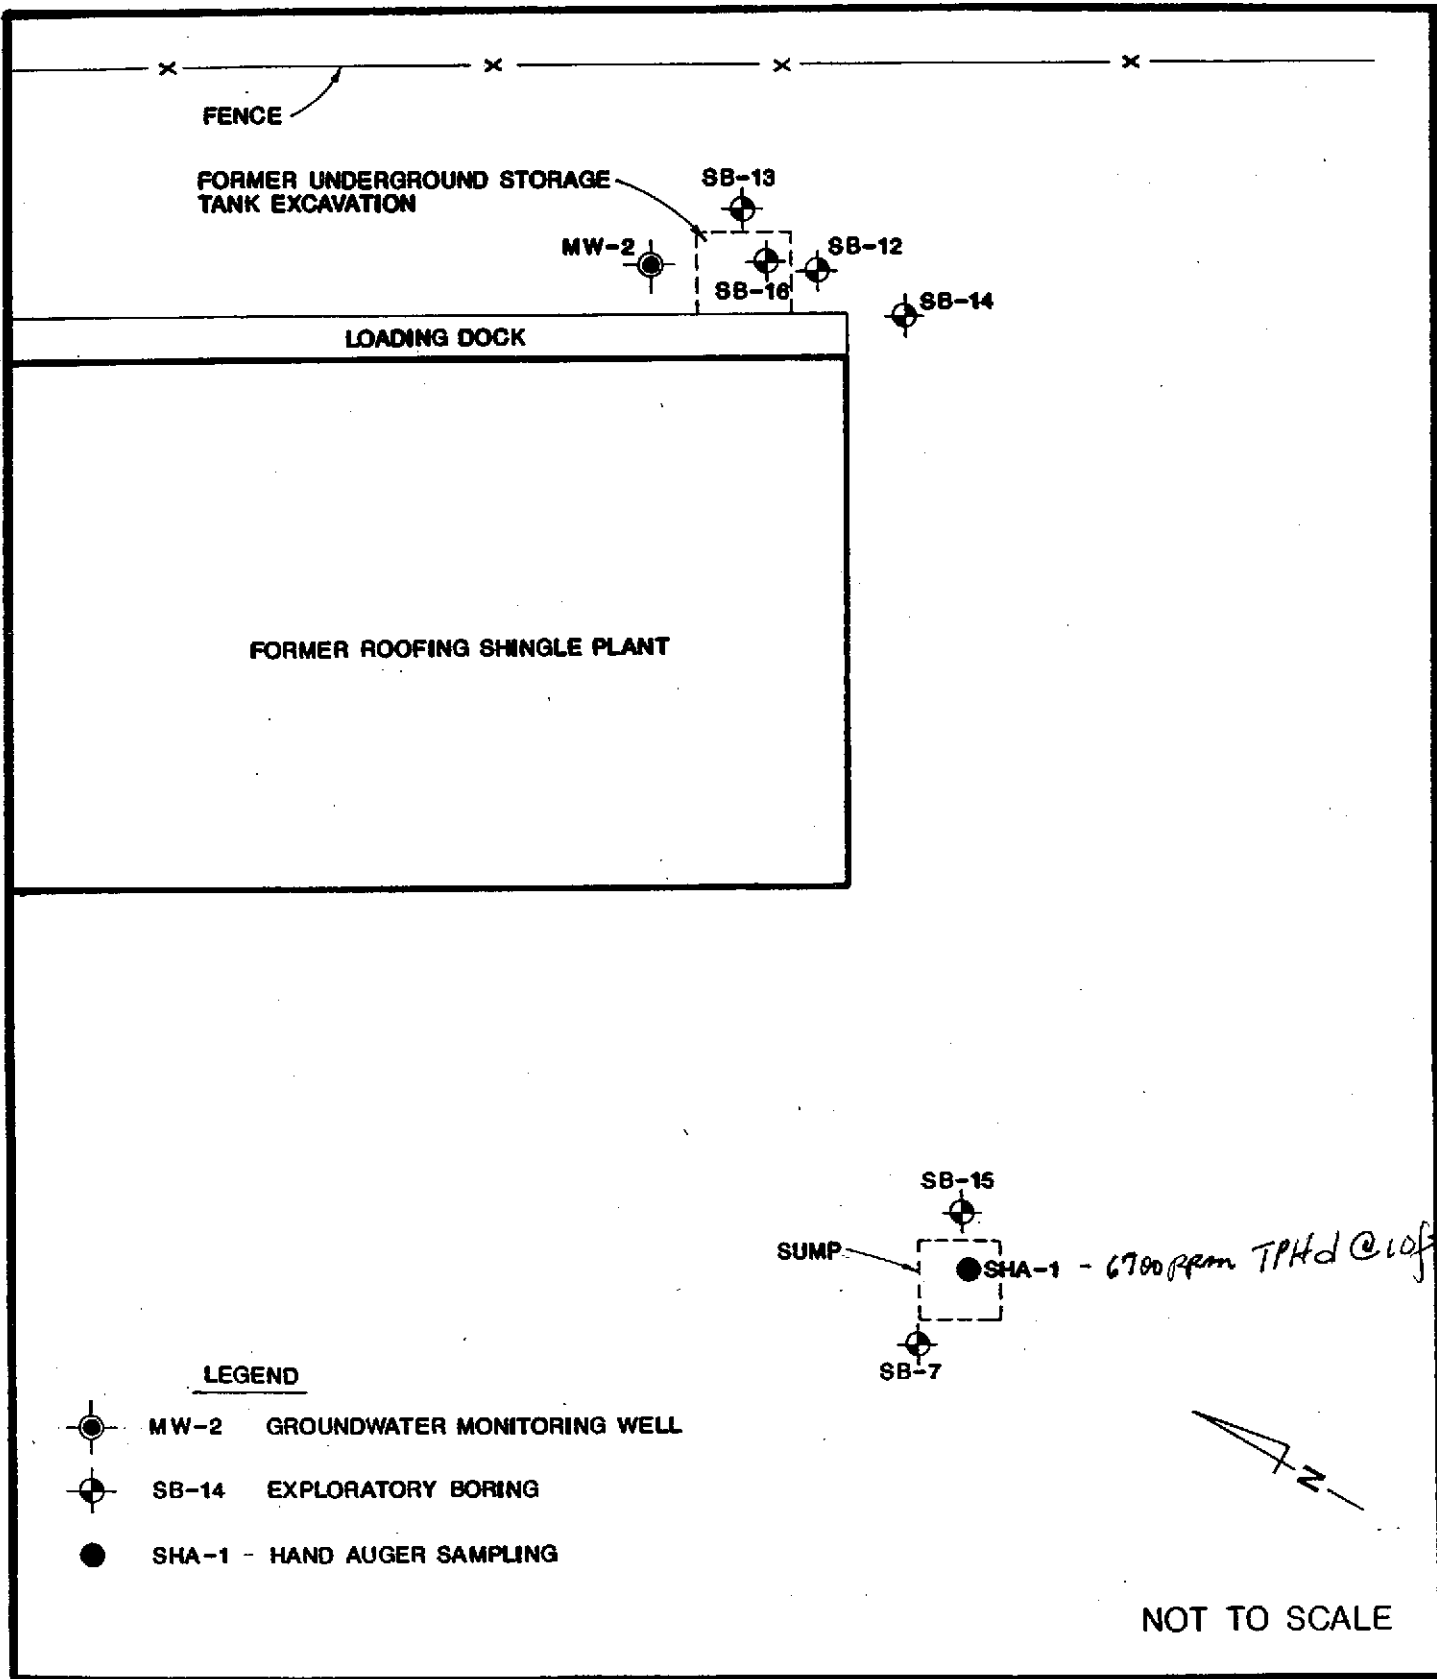 FENCE
FORMER UNDERGROUND STORAGE
TANK EXCAVATION
SB-13
MW-2
SB-12
SB-16
SB-14
LOADING DOCK
FORMER ROOFING SHINGLE PLANT
SB-15
SUMP
SHA-1 - 6700 ppm TPHd @ 10f
SB-7
LEGEND
MW-2 GROUNDWATER MONITORING WELL
SB-14 EXPLORATORY BORING
SHA-1 - HAND AUGER SAMPLING
N
NOT TO SCALE